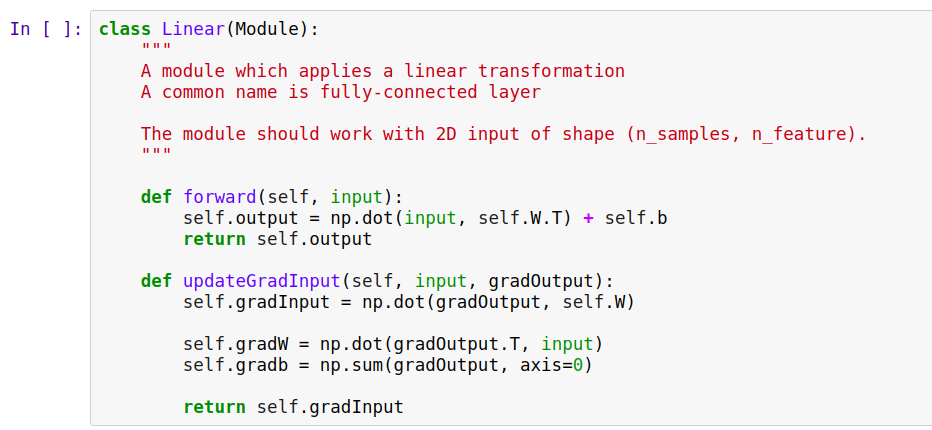 In [ ]: class Linear(Module):
"""
A module which applies a linear transformation
A common name is fully-connected layer
The module should work with 2D input of shape (n_samples, n_feature).
"""
def forward(self, input):
self.output = np.dot(input, self.W.T) + self.b
return self.output
def updateGradInput(self, input, gradOutput):
self.gradInput = np.dot(gradOutput, self.W)
self.gradW = np.dot(gradOutput.T, input)
self.gradb = np.sum(gradOutput, axis=0)
return self.gradInput